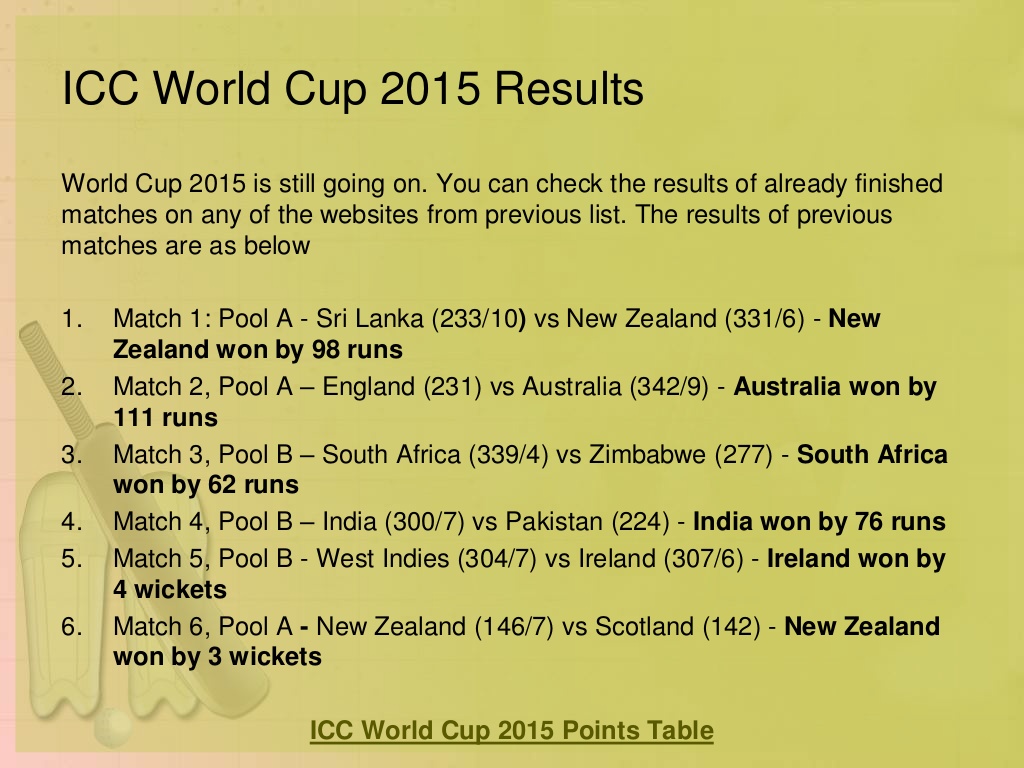 ICC World Cup 2015 Results
World Cup 2015 is still going on. You can check the results of already finished
matches on any of the websites from previous list. The results of previous
matches are as below
1. Match 1: Pool A - Sri Lanka (233/10) vs New Zealand (331/6) - New
Zealand won by 98 runs
2. Match 2, Pool A – England (231) vs Australia (342/9) - Australia won by
111 runs
3. Match 3, Pool B – South Africa (339/4) vs Zimbabwe (277) - South Africa
won by 62 runs
4. Match 4, Pool B – India (300/7) vs Pakistan (224) - India won by 76 runs
5. Match 5, Pool B - West Indies (304/7) vs Ireland (307/6) - Ireland won by
4 wickets
6. Match 6, Pool A - New Zealand (146/7) vs Scotland (142) - New Zealand
won by 3 wickets
ICC World Cup 2015 Points Table